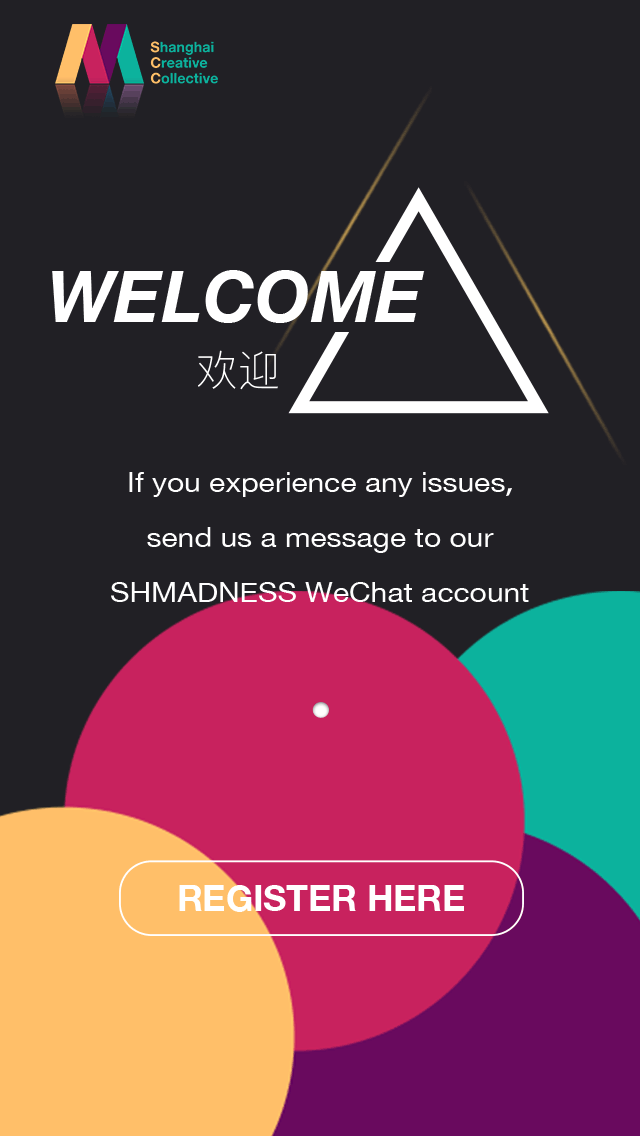 Shanghai
Creative
Collective
WELCOME
欢迎
If you experience any issues,
send us a message to our
SHMADNESS WeChat account
REGISTER HERE